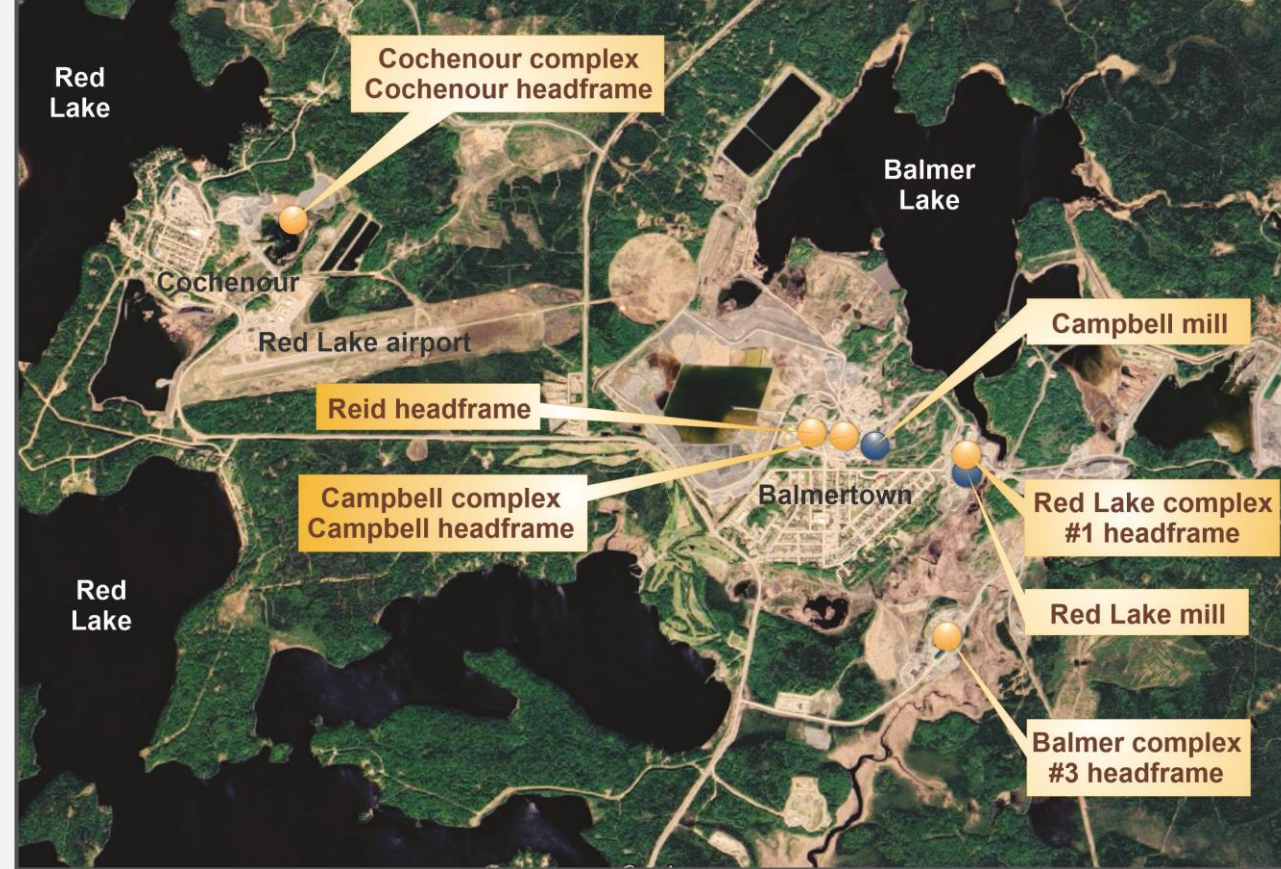 Red
Lake
Cochenour complex
Cochenour headframe
Balmer
Lake
Cochenour
Red Lake airport
Campbell mill
Reid headframe
Campbell complex
Campbell headframe
Balmertown
Red Lake complex
#1 headframe
Red
Lake
Red Lake mill
Balmer complex
#3 headframe